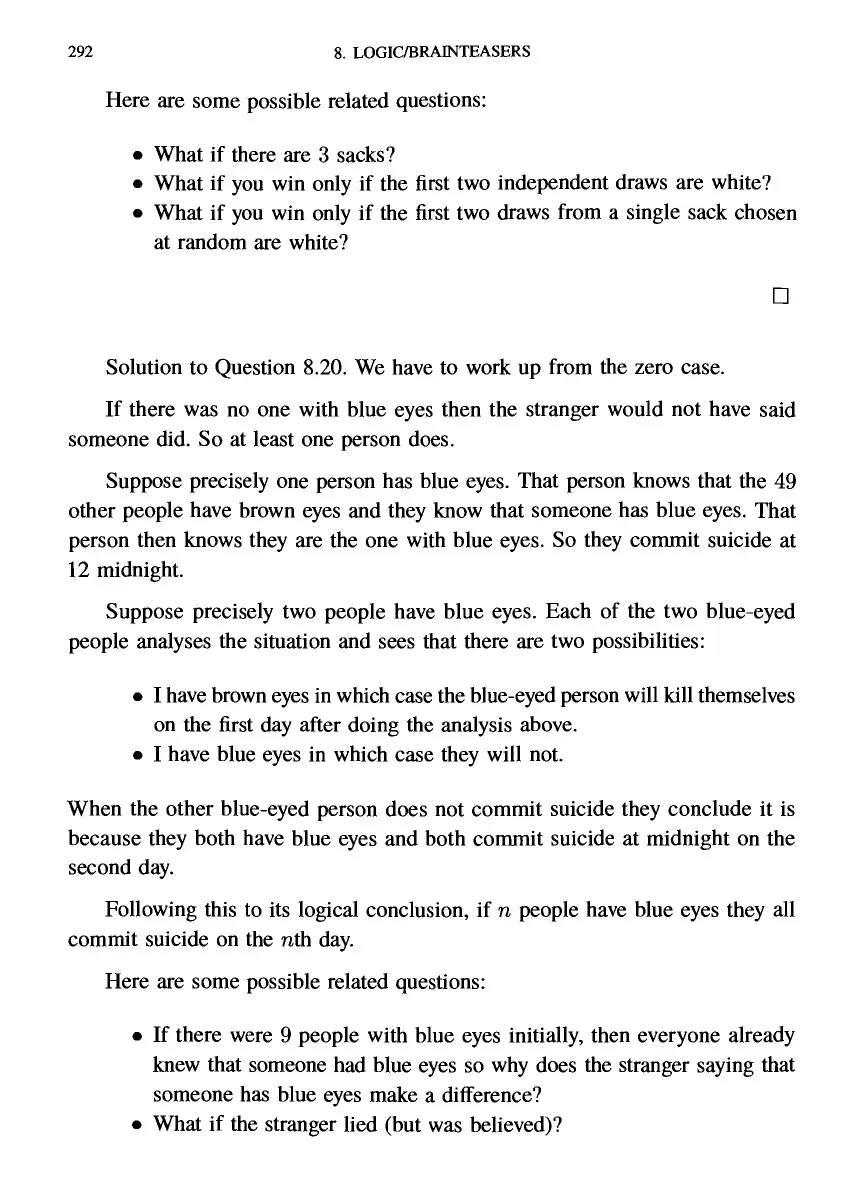 292 8. LOGIC/BRAINTEASERS
Here are some possible related questions:
• What if there are 3 sacks?
• What if you win only if the first two independent draws are white?
• What if you win only if the first two draws from a single sack chosen
at random are white?
□
Solution to Question 8.20. We have to work up from the zero case.
If there was no one with blue eyes then the stranger would not have said
someone did. So at least one person does.
Suppose precisely one person has blue eyes. That person knows that the 49
other people have brown eyes and they know that someone has blue eyes. That
person then knows they are the one with blue eyes. So they commit suicide at
12 midnight.
Suppose precisely two people have blue eyes. Each of the two blue-eyed
people analyses the situation and sees that there are two possibilities:
• I have brown eyes in which case the blue-eyed person will kill themselves
on the first day after doing the analysis above.
• I have blue eyes in which case they will not.
When the other blue-eyed person does not commit suicide they conclude it is
because they both have blue eyes and both commit suicide at midnight on the
second day.
Following this to its logical conclusion, if n people have blue eyes they all
commit suicide on the nth day.
Here are some possible related questions:
• If there were 9 people with blue eyes initially, then everyone already
knew that someone had blue eyes so why does the stranger saying that
someone has blue eyes make a difference?
• What if the stranger lied (but was believed)?